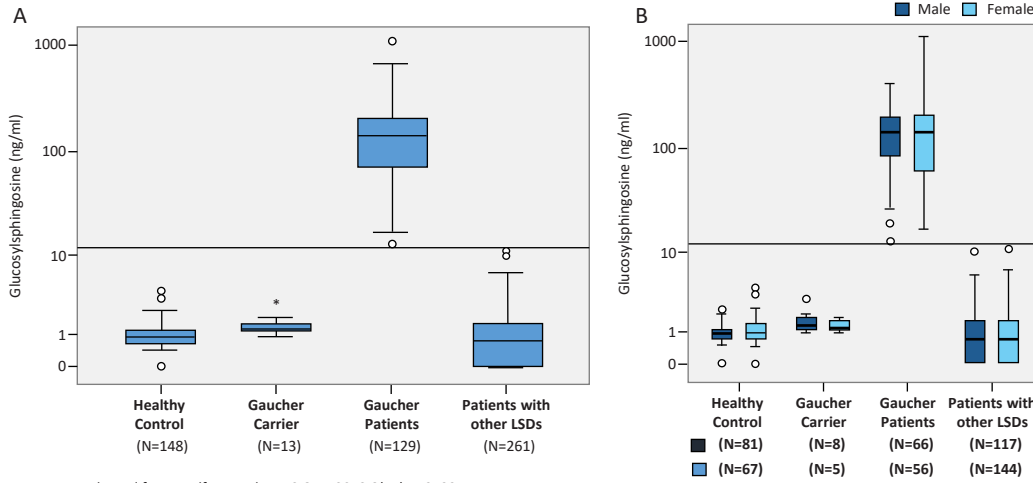 A
Glucosylsphingosine (ng/ml)
1000
100
10
1
0
*
Healthy Control
(N=148)
Gaucher Carrier
(N=13)
Gaucher Patients
(N=129)
Patients with other LSDs
(N=261)
B
Male Female
Glucosylsphingosine (ng/ml)
1000
100
10
1
0
Healthy Control
Gaucher Carrier
Gaucher Patients
Patients with other LSDs
(N=81) (N=8) (N=66) (N=117)
(N=67) (N=5) (N=56) (N=144)